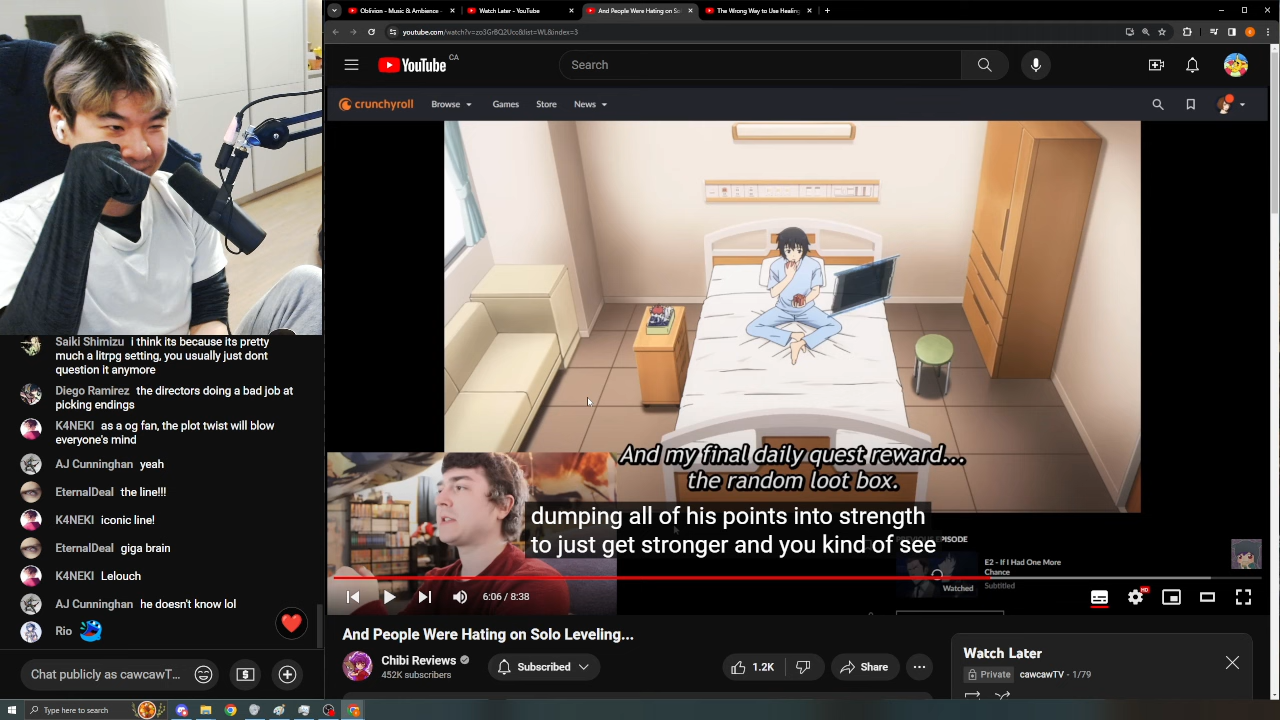 Oblivion - Music & Ambience -
Watch Later - YouTube
And People Were Hating on Sol
The Wrong Way to Use Healing
youtube.com/watch?v=zo3GrBQ2Ucc&list=WL&index=3
YouTube CA
Search
crunchyroll
Browse
Games
Store
News
And my final daily quest reward...
the random loot box.
dumping all of his points into strength
to just get stronger and you kind of see
EPISODE
E2 - If I Had One More
Chance
Subtitled
Watched
6:06 / 8:38
HD
And People Were Hating on Solo Leveling...
Chibi Reviews
452K subscribers
Subscribed
1.2K
Share
Watch Later
Private
cawcawTV - 1/79
Saiki Shimizu i think its because its pretty
much a litrpg setting, you usually just dont
question it anymore
Diego Ramirez the directors doing a bad job at
picking endings
K4NEKI as a og fan, the plot twist will blow
everyone's mind
AJ Cunninghan yeah
EternalDeal the line!!!
K4NEKI iconic line!
EternalDeal giga brain
K4NEKI Lelouch
AJ Cunninghan he doesn't know lol
Rio
Chat publicly as cawcawT...
Type here to search